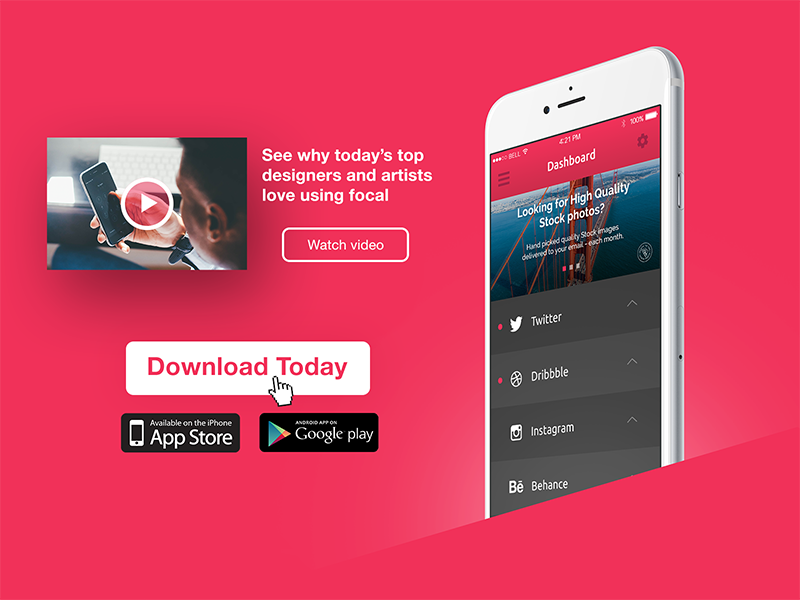 See why today's top
designers and artists
love using focal
Watch video
Download Today
Available on the iPhone
App Store
ANDROID APP ON
Google play
BELL
4:21 PM
100%
Dashboard
Looking for High Quality
Stock photos?
Hand picked quality Stock images
delivered to your email - each month.
Twitter
Dribbble
Instagram
Bē Behance